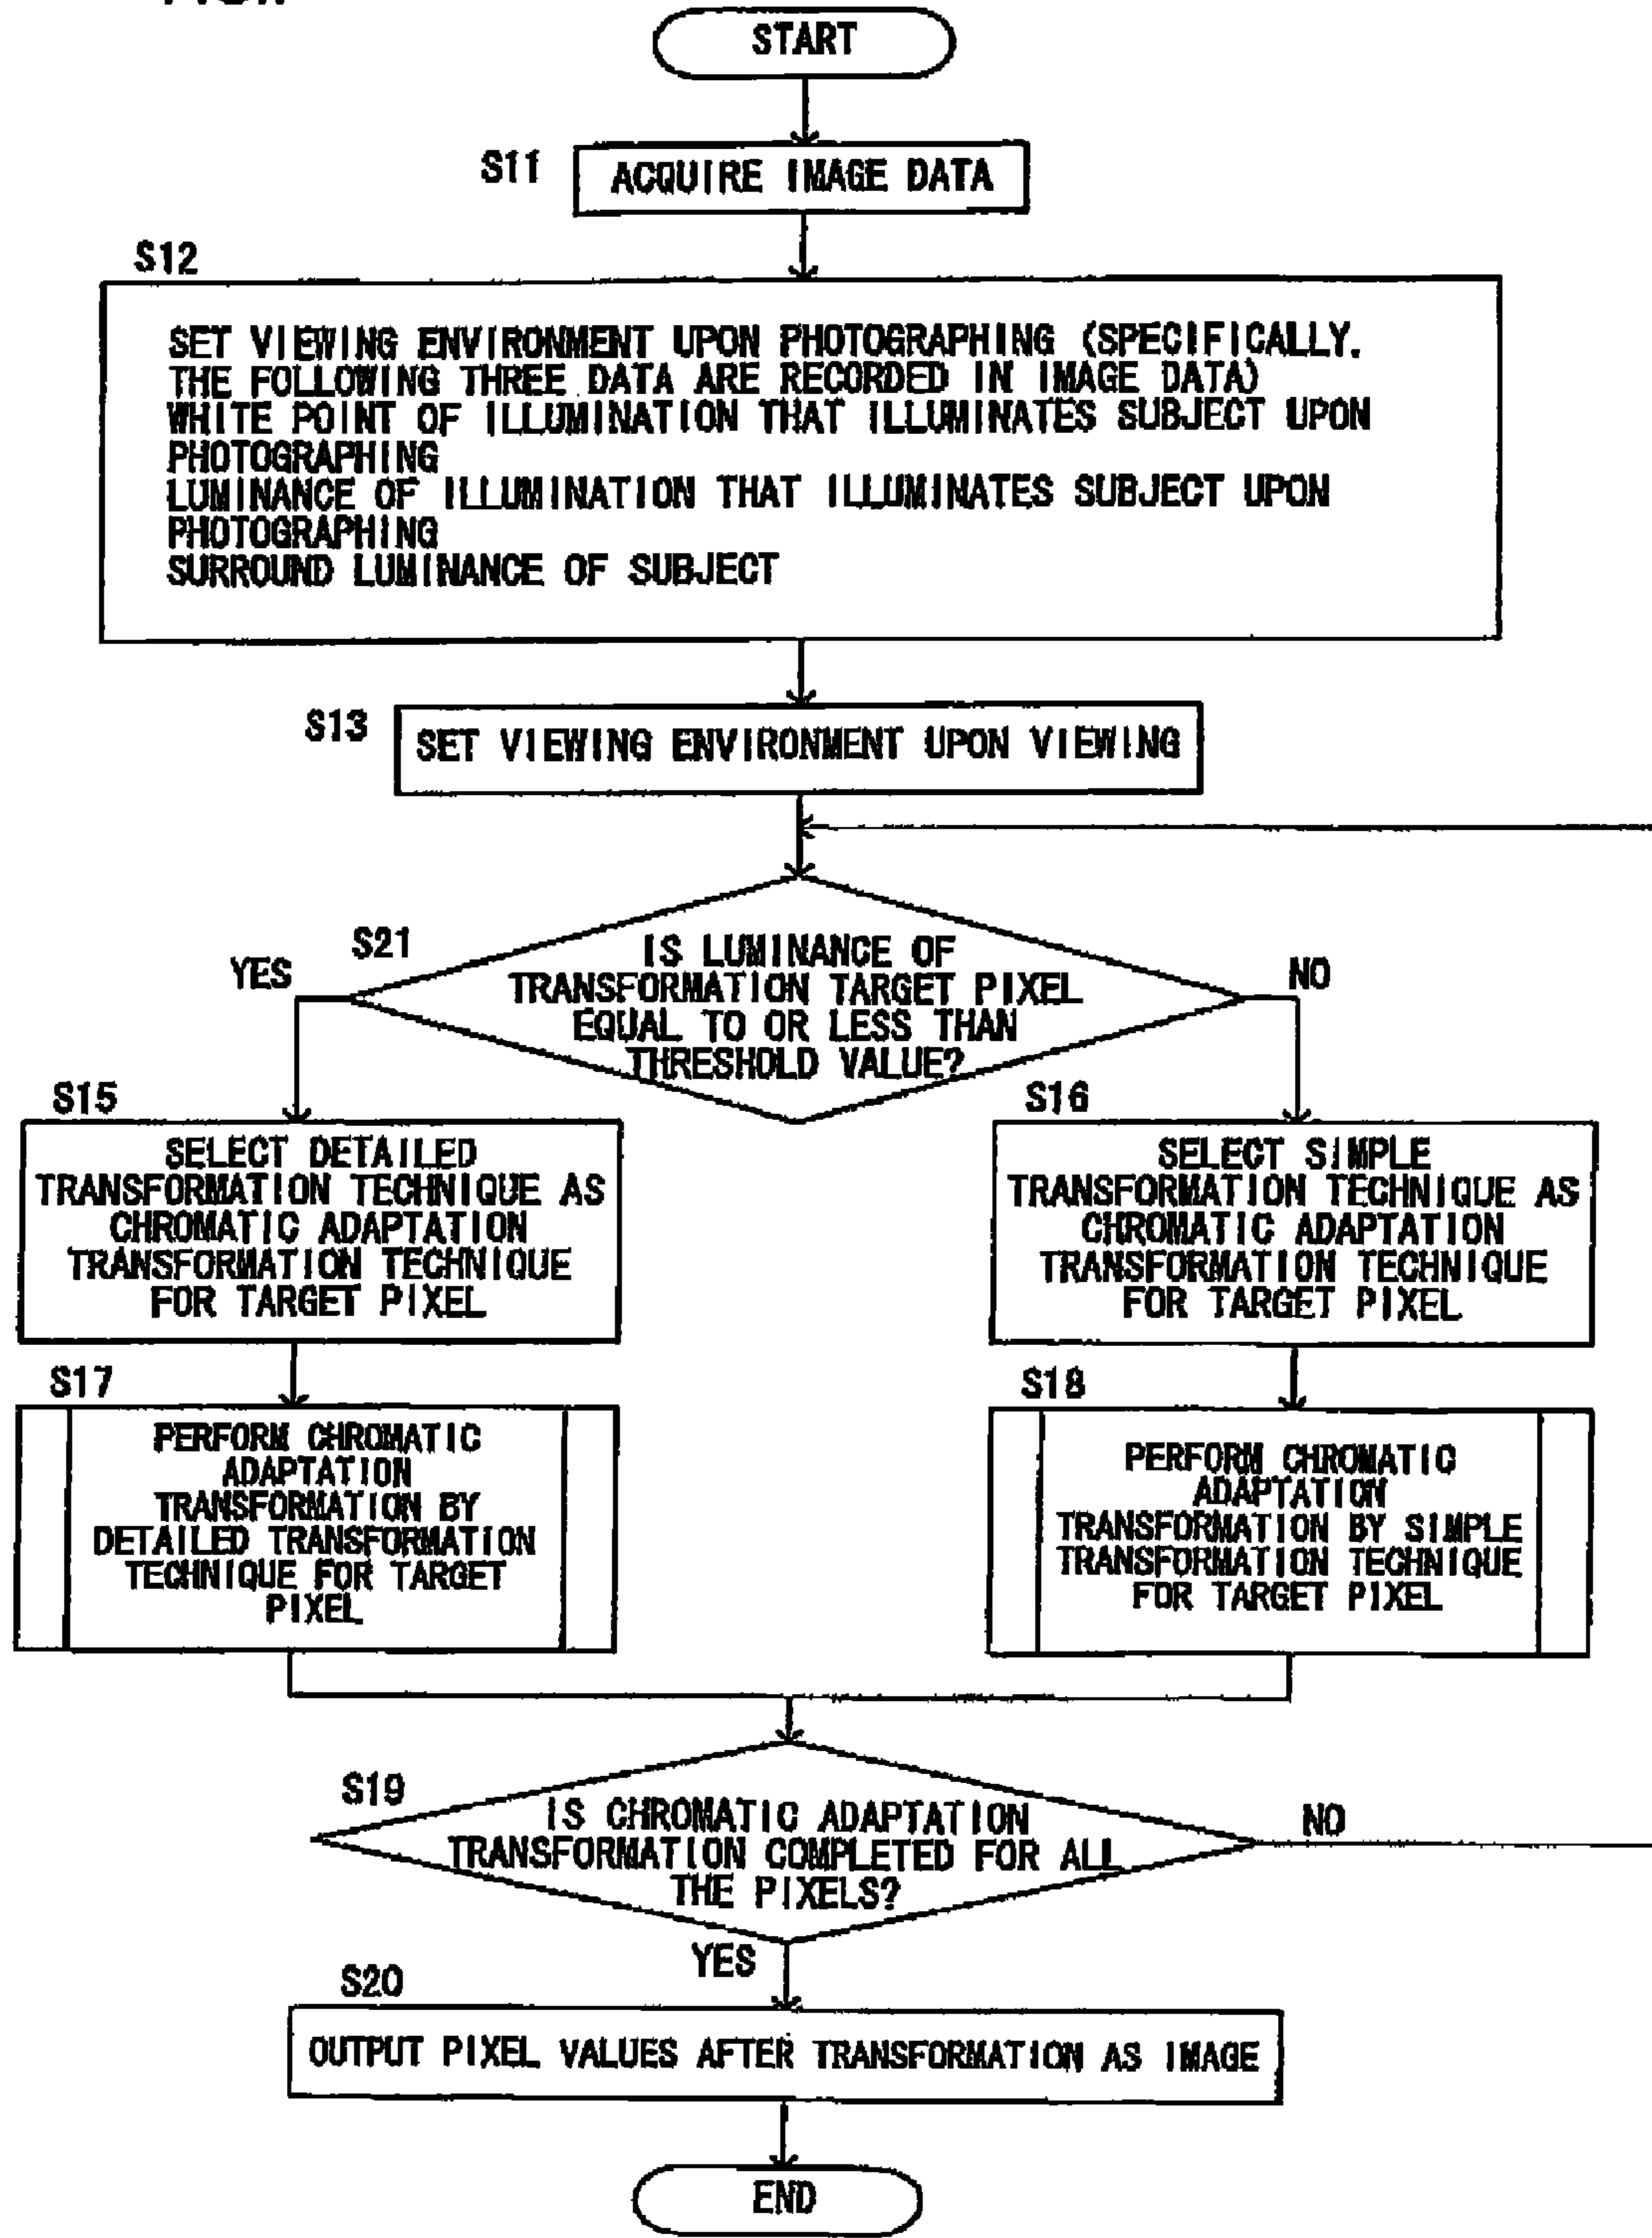 START
S11
ACQUIRE IMAGE DATA
S12
SET VIEWING ENVIRONMENT UPON PHOTOGRAPHING (SPECIFICALLY,
THE FOLLOWING THREE DATA ARE RECORDED IN IMAGE DATA)
WHITE POINT OF ILLUMINATION THAT ILLUMINATES SUBJECT UPON
PHOTOGRAPHING
LUMINANCE OF ILLUMINATION THAT ILLUMINATES SUBJECT UPON
PHOTOGRAPHING
SURROUND LUMINANCE OF SUBJECT
S13
SET VIEWING ENVIRONMENT UPON VIEWING
S21
YES
IS LUMINANCE OF
TRANSFORMATION TARGET PIXEL
EQUAL TO OR LESS THAN
THRESHOLD VALUE?
NO
S15
SELECT DETAILED
TRANSFORMATION TECHNIQUE AS
CHROMATIC ADAPTATION
TRANSFORMATION TECHNIQUE
FOR TARGET PIXEL
S16
SELECT SIMPLE
TRANSFORMATION TECHNIQUE AS
CHROMATIC ADAPTATION
TRANSFORMATION TECHNIQUE
FOR TARGET PIXEL
S17
PERFORM CHROMATIC
ADAPTATION
TRANSFORMATION BY
DETAILED TRANSFORMATION
TECHNIQUE FOR TARGET
PIXEL
S18
PERFORM CHROMATIC
ADAPTATION
TRANSFORMATION BY SIMPLE
TRANSFORMATION TECHNIQUE
FOR TARGET PIXEL
S19
IS CHROMATIC ADAPTATION
TRANSFORMATION COMPLETED FOR ALL
THE PIXELS?
NO
YES
S20
OUTPUT PIXEL VALUES AFTER TRANSFORMATION AS IMAGE
END